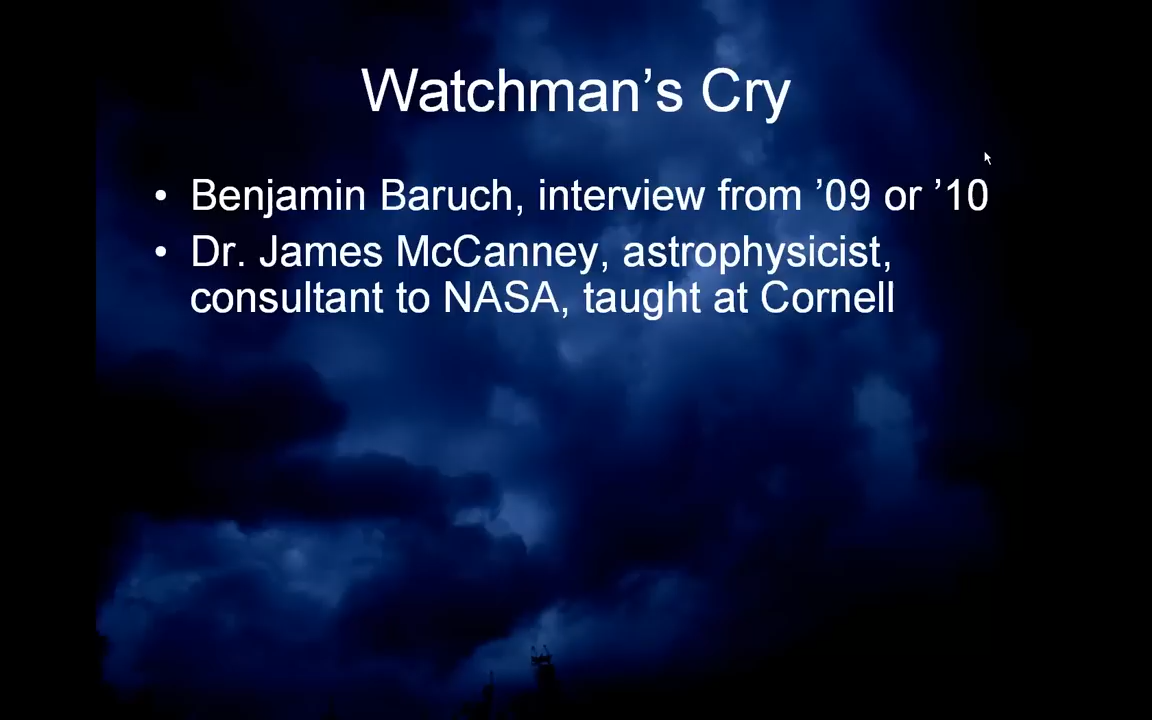 Watchman’s Cry
• Benjamin Baruch, interview from ’09 or ’10
• Dr. James McCanney, astrophysicist,
consultant to NASA, taught at Cornell